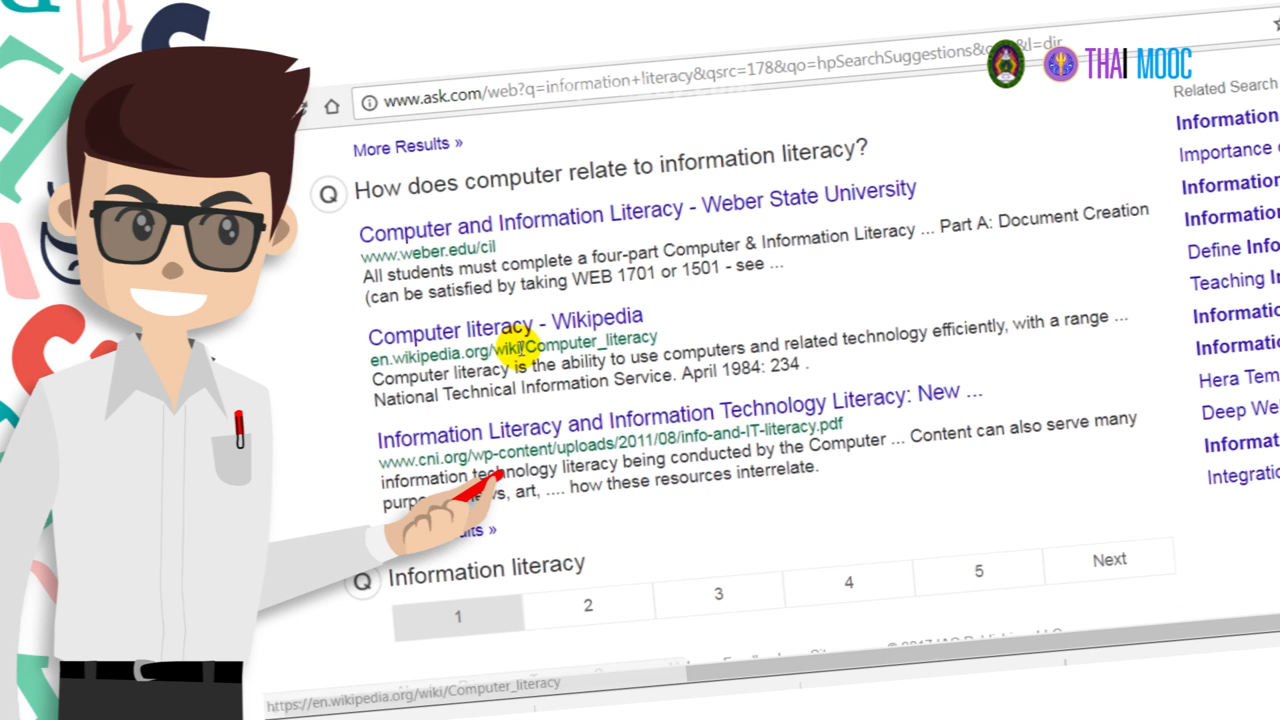 www.ask.com/web?q=information+literacy&qsrc=178&qo=hpSearchSuggestions&
&l=dir
THAI MOOC
Related Search
More Results »
Q How does computer relate to information literacy?
Computer and Information Literacy - Weber State University
www.weber.edu/cil
All students must complete a four-part Computer & Information Literacy ... Part A: Document Creation
(can be satisfied by taking WEB 1701 or 1501 - see ...
Computer literacy - Wikipedia
en.wikipedia.org/wiki/Computer_literacy
Computer literacy is the ability to use computers and related technology efficiently, with a range ...
National Technical Information Service. April 1984: 234 .
Information Literacy and Information Technology Literacy: New ...
www.cni.org/wp-content/uploads/2011/08/info-and-IT-literacy.pdf
information technology literacy being conducted by the Computer ... Content can also serve many
art, .... how these resources interrelate.
»
Q Information literacy
1 2 3 4 5 Next
Information
Importance
Information
Information
Define Info
Teaching
Information
Hera Tem
Deep We
Informat
Integratio
https://en.wikipedia.org/wiki/Computer_literacy